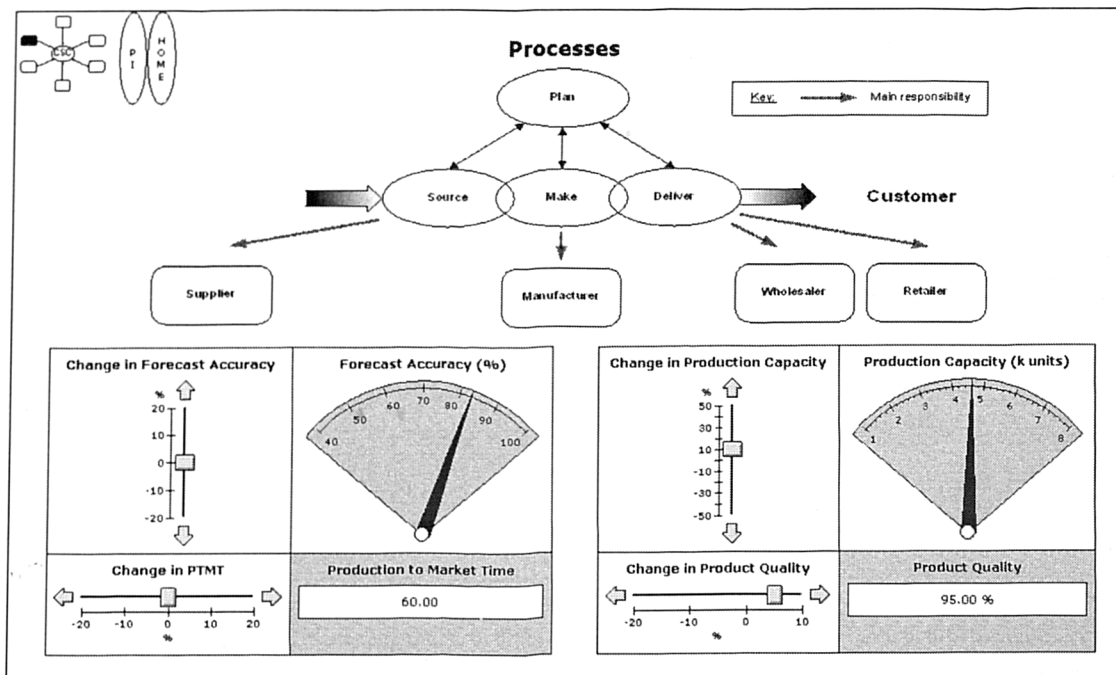 CSC
P
I
H
O
M
E
Processes
Plan
Key: Main responsibility
Source
Make
Deliver
Customer
Supplier
Manufacturer
Wholesaler
Retailer
Change in Forecast Accuracy
%
20
10
0
-10
-20
Forecast Accuracy (%)
40
50
60
70
80
90
100
Change in Production Capacity
%
50
30
10
-10
-30
-50
Production Capacity (k units)
1
2
3
4
5
6
7
8
Change in PTMT
-20 -10 0 10 20
%
Production to Market Time
60.00
Change in Product Quality
-20 -10 0 10
%
Product Quality
95.00 %